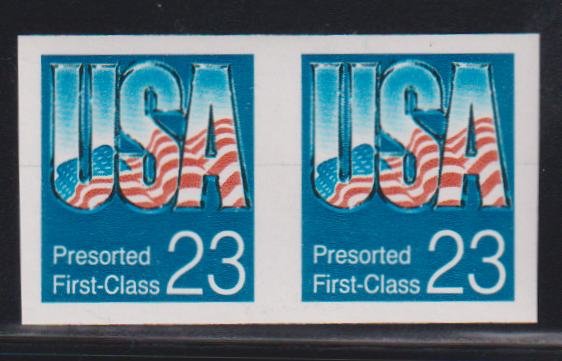 USA
Presorted
First-Class 23
USA
Presorted
First-Class 23